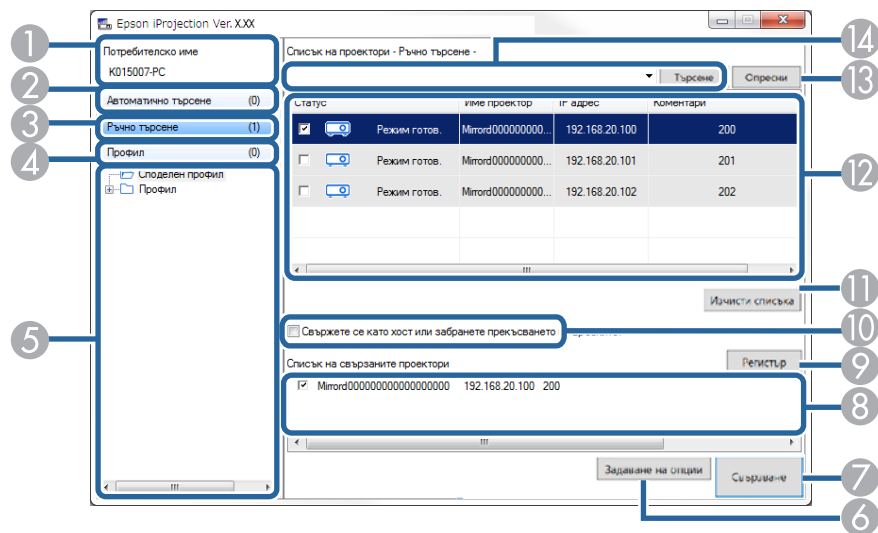 Epson iProjection Ver. X.XX
1
Потребителско име
K015007-PC
2
Автоматично търсене (0)
3
Ръчно търсене (1)
4
Профил (0)
Споделен профил
Профил
5
Списък на проектори - Ръчно търсене -
14
Търсене
Опресни
13
Статус Име проектор IP адрес Коментари
Режим готов. Mirrord000000000... 192.168.20.100 200
Режим готов. Mirrord000000000... 192.168.20.101 201
Режим готов. Mirrord000000000... 192.168.20.102 202
12
11
Изчисти списъка
Свържете се като хост или забранете прекъсването
10
9
Списък на свързаните проектори
Регистър
Mirrord000000000000000000 192.168.20.100 200
8
Задаване на опции
Свързване
7
6